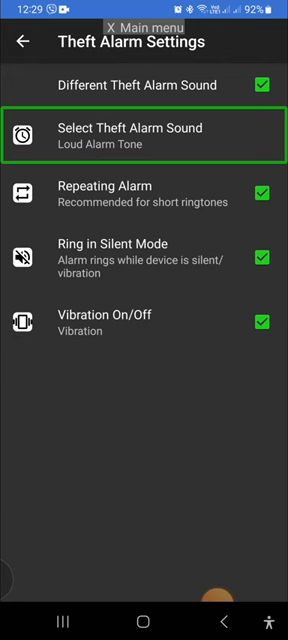 12:29
92%
X Main menu
Theft Alarm Settings
Different Theft Alarm Sound
Select Theft Alarm Sound
Loud Alarm Tone
Repeating Alarm
Recommended for short ringtones
Ring in Silent Mode
Alarm rings while device is silent/
vibration
Vibration On/Off
Vibration